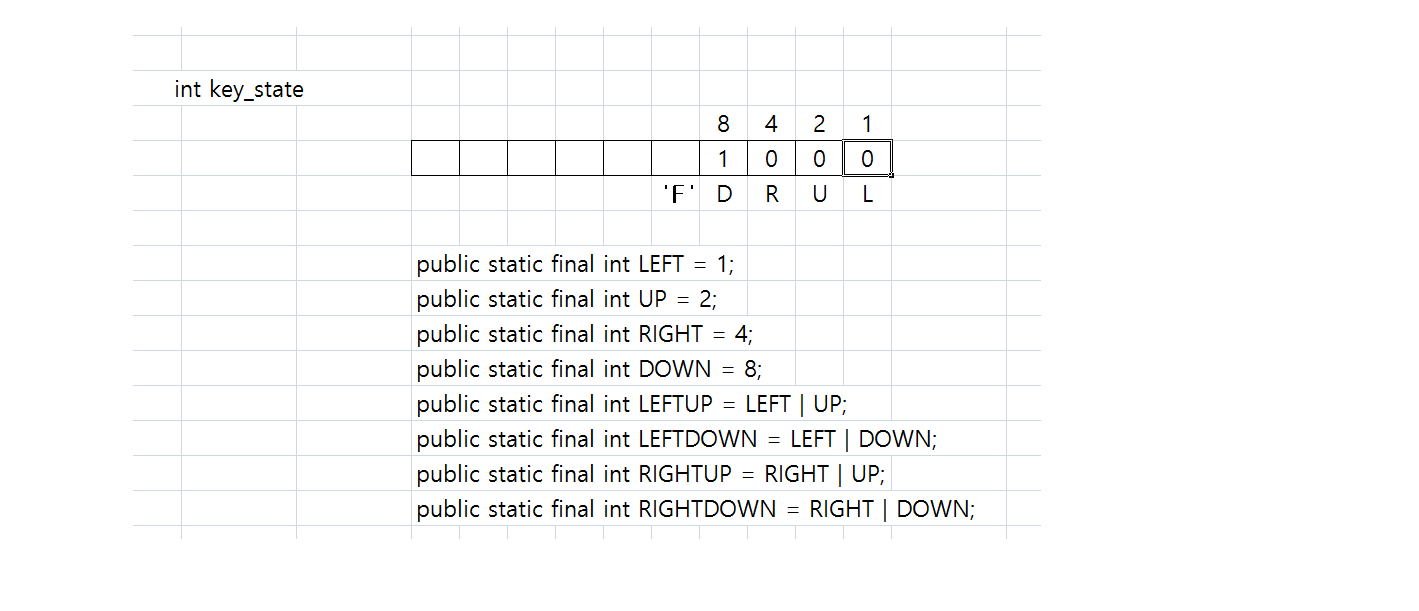 int key_state
8 4 2 1
1 0 0 0
'F' D R U L
public static final int LEFT = 1;
public static final int UP = 2;
public static final int RIGHT = 4;
public static final int DOWN = 8;
public static final int LEFTUP = LEFT | UP;
public static final int LEFTDOWN = LEFT | DOWN;
public static final int RIGHTUP = RIGHT | UP;
public static final int RIGHTDOWN = RIGHT | DOWN;